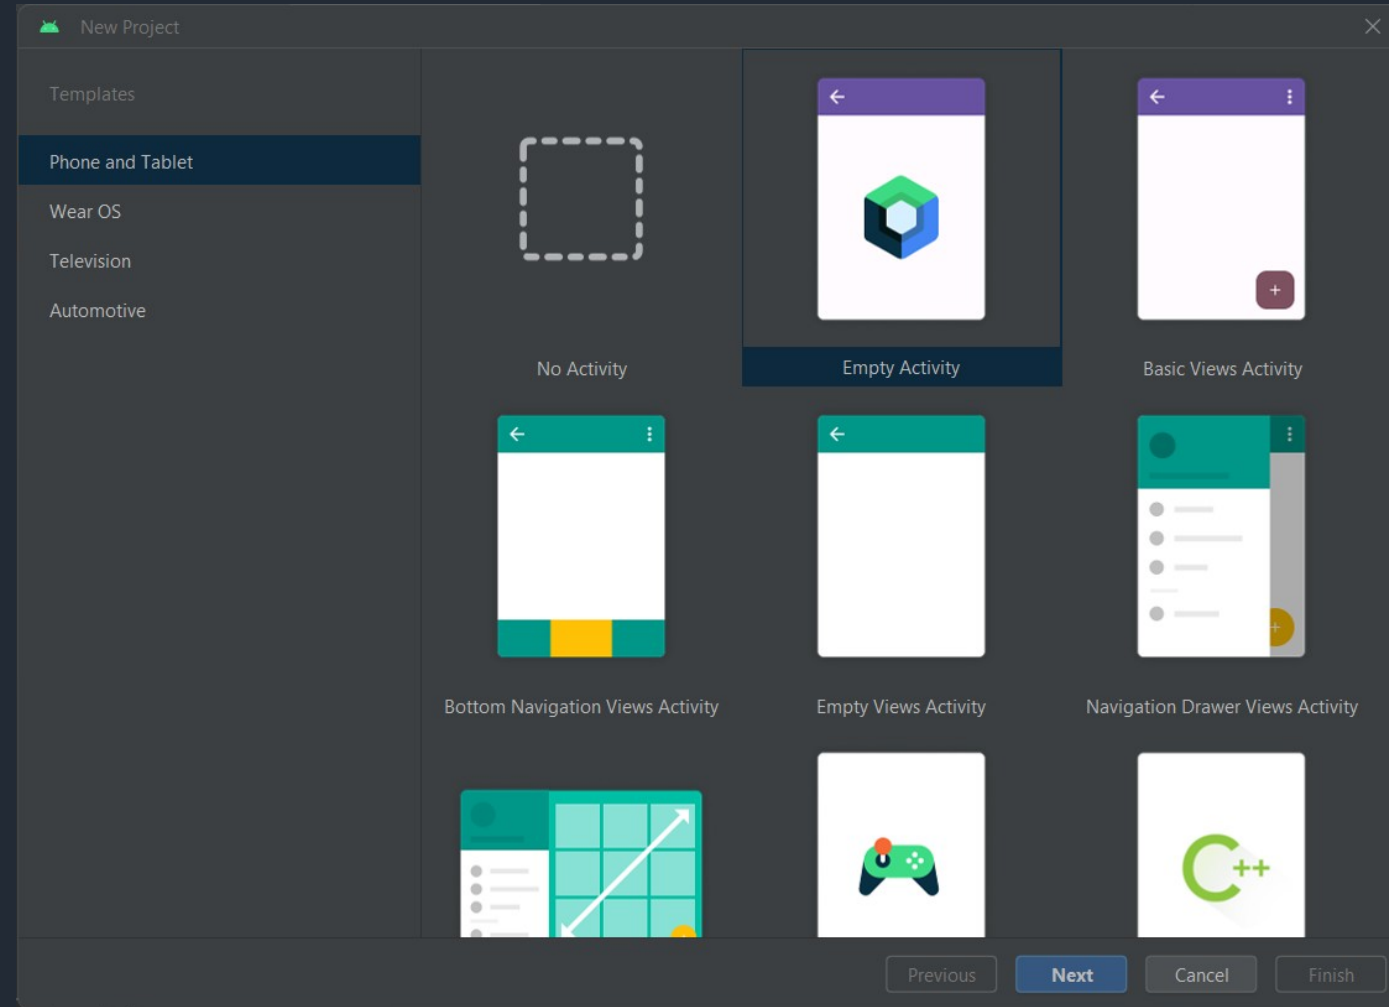 New Project
Templates
Phone and Tablet
Wear OS
Television
Automotive
No Activity
Empty Activity
Basic Views Activity
Bottom Navigation Views Activity
Empty Views Activity
Navigation Drawer Views Activity
C++
Previous
Next
Cancel
Finish